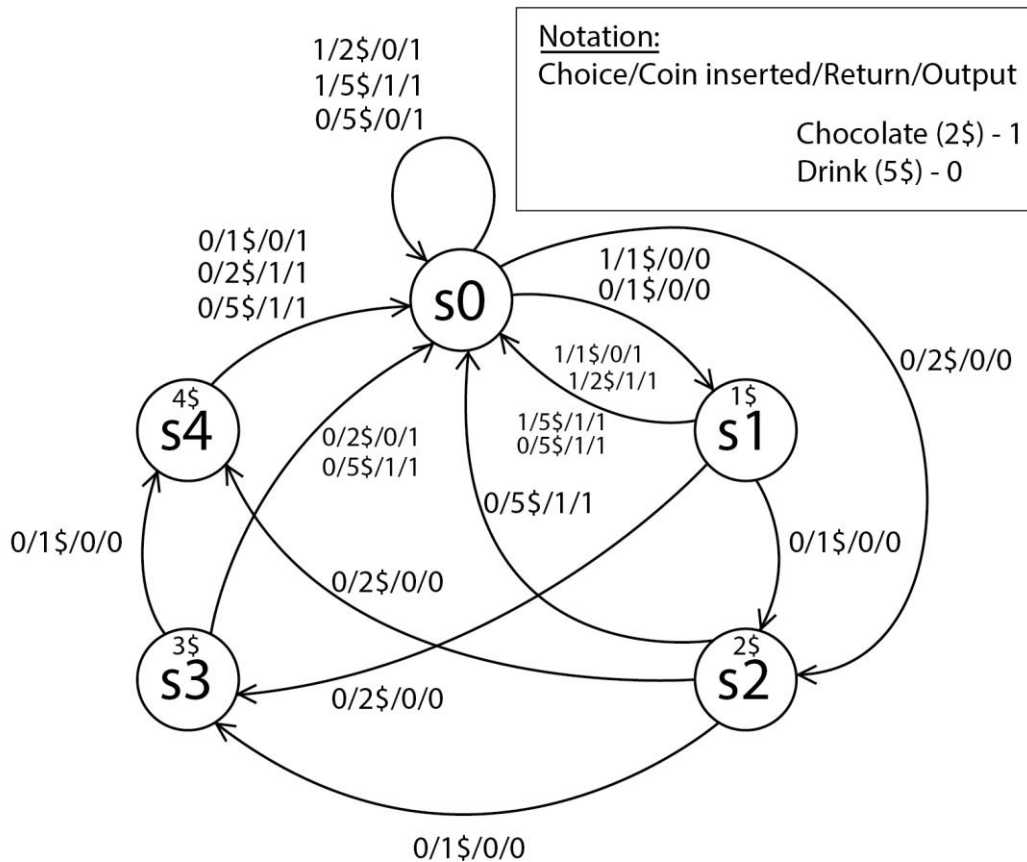 1/2$/0/1
1/5$/1/1
0/5$/0/1
Notation:
Choice/Coin inserted/Return/Output
Chocolate (2$) - 1
Drink (5$) - 0
0/1$/0/1
0/2$/1/1
0/5$/1/1
s0
1/1$/0/0
0/1$/0/0
0/2$/0/0
1/1$/0/1
1/2$/1/1
1/5$/1/1
0/5$/1/1
4$
s4
1$
s1
0/2$/0/1
0/5$/1/1
0/5$/1/1
0/1$/0/0
0/1$/0/0
0/2$/0/0
3$
s3
2$
s2
0/2$/0/0
0/1$/0/0